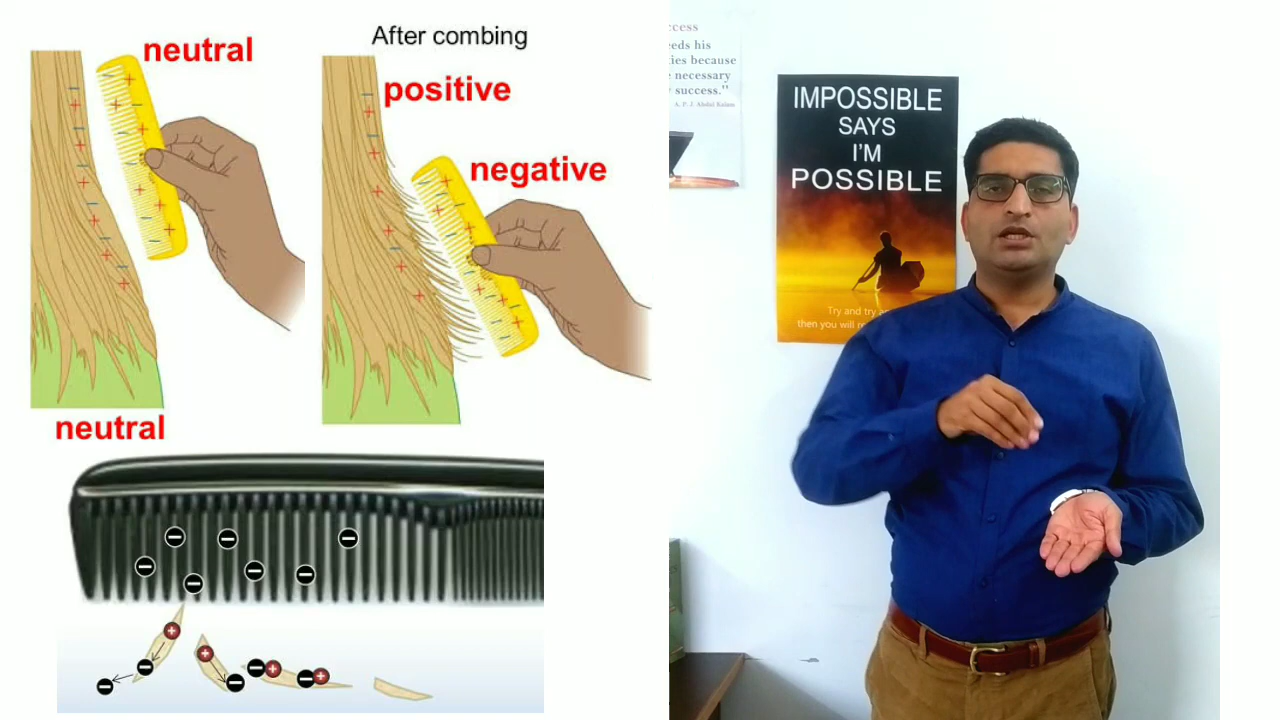 neutral
After combing
positive
negative
neutral
ccess
eeds his
ies because
necessary
success."
A. P. J. Abdul Kalam
IMPOSSIBLE
SAYS
I'M
POSSIBLE
Try and try
then you will